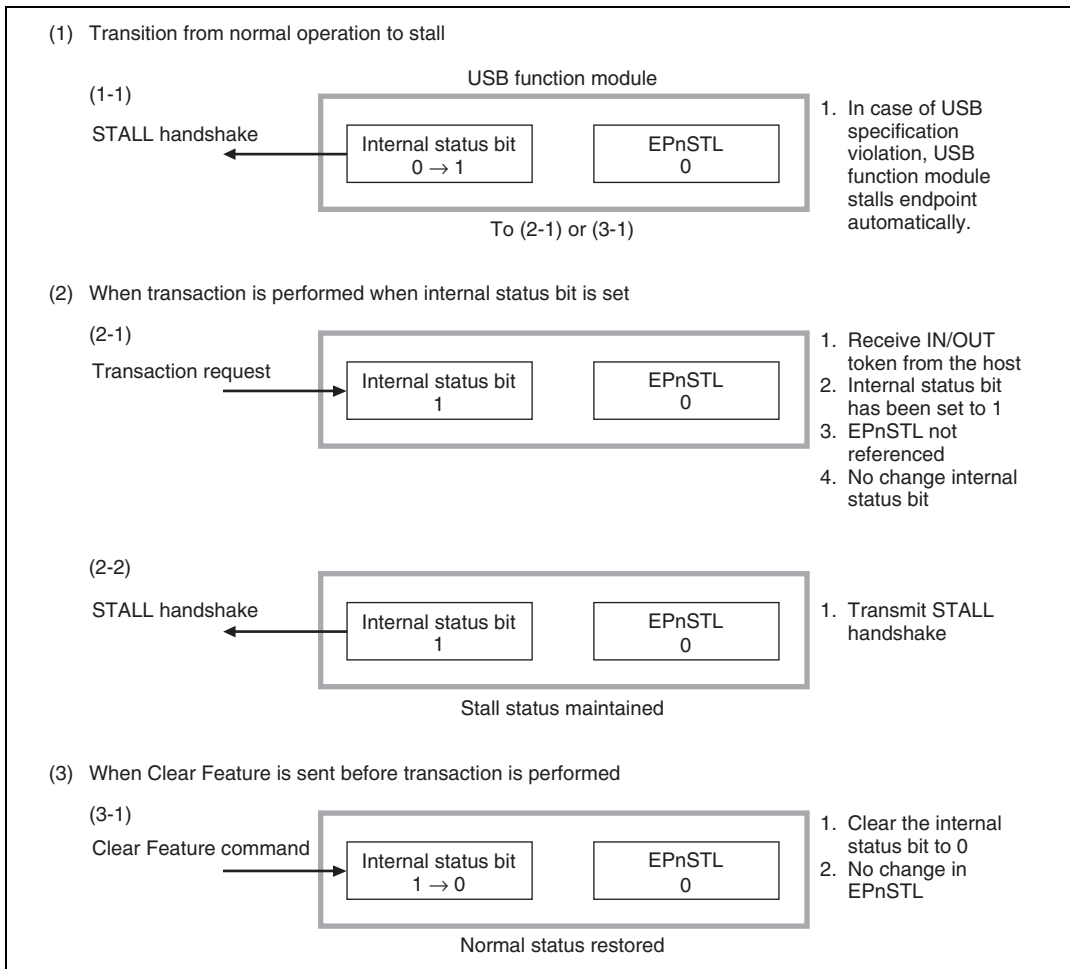 (1) Transition from normal operation to stall
USB function module
(1-1)
STALL handshake
Internal status bit
0 → 1
EPnSTL
0
To (2-1) or (3-1)
1. In case of USB
specification
violation, USB
function module
stalls endpoint
automatically.
(2) When transaction is performed when internal status bit is set
(2-1)
Transaction request
Internal status bit
1
EPnSTL
0
1. Receive IN/OUT
token from the host
2. Internal status bit
has been set to 1
3. EPnSTL not
referenced
4. No change internal
status bit
(2-2)
STALL handshake
Internal status bit
1
EPnSTL
0
1. Transmit STALL
handshake
Stall status maintained
(3) When Clear Feature is sent before transaction is performed
(3-1)
Clear Feature command
Internal status bit
1 → 0
EPnSTL
0
1. Clear the internal
status bit to 0
2. No change in
EPnSTL
Normal status restored